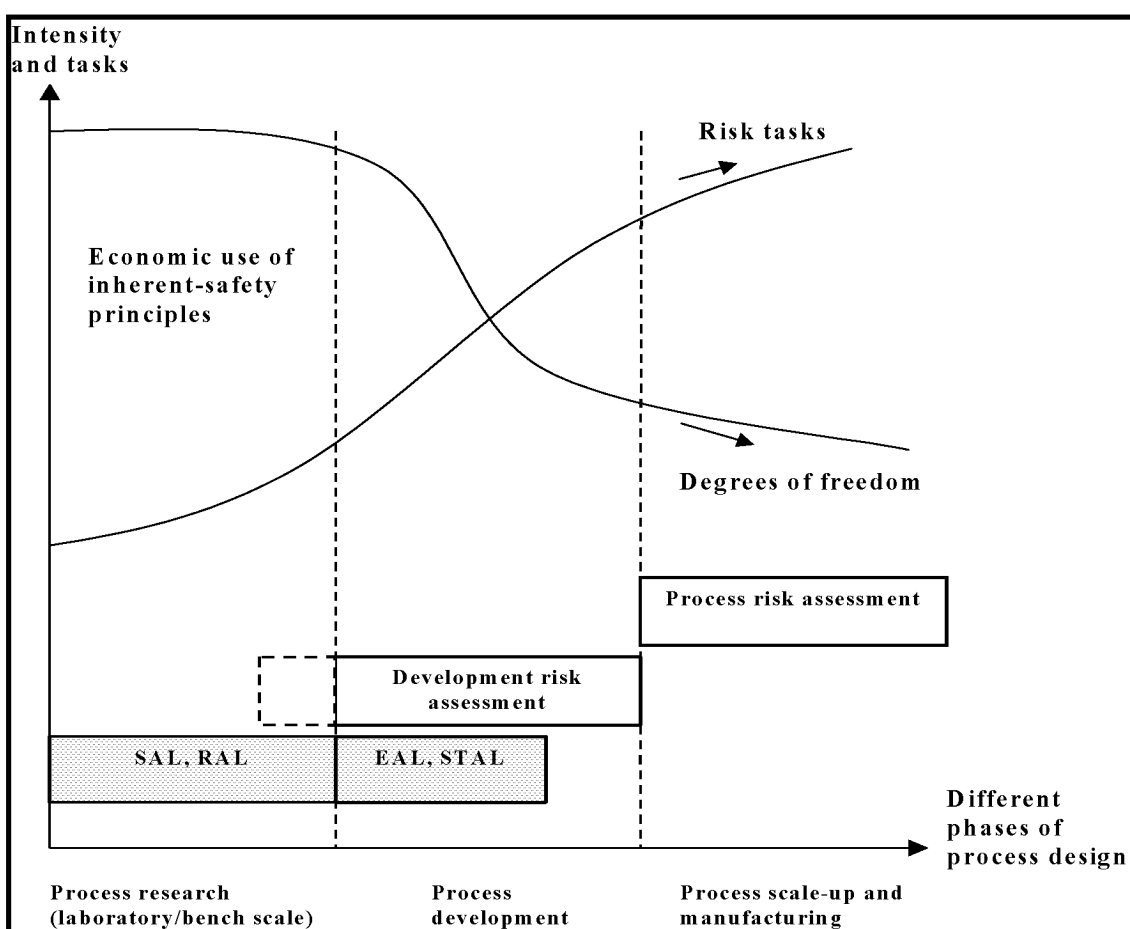 Intensity
and tasks
Risk tasks
Economic use of
inherent-safety
principles
Degrees of freedom
Process risk assessment
Development risk
assessment
SAL, RAL
EAL, STAL
Different
phases of
process design
Process research
(laboratory/bench scale)
Process
development
Process scale-up and
manufacturing